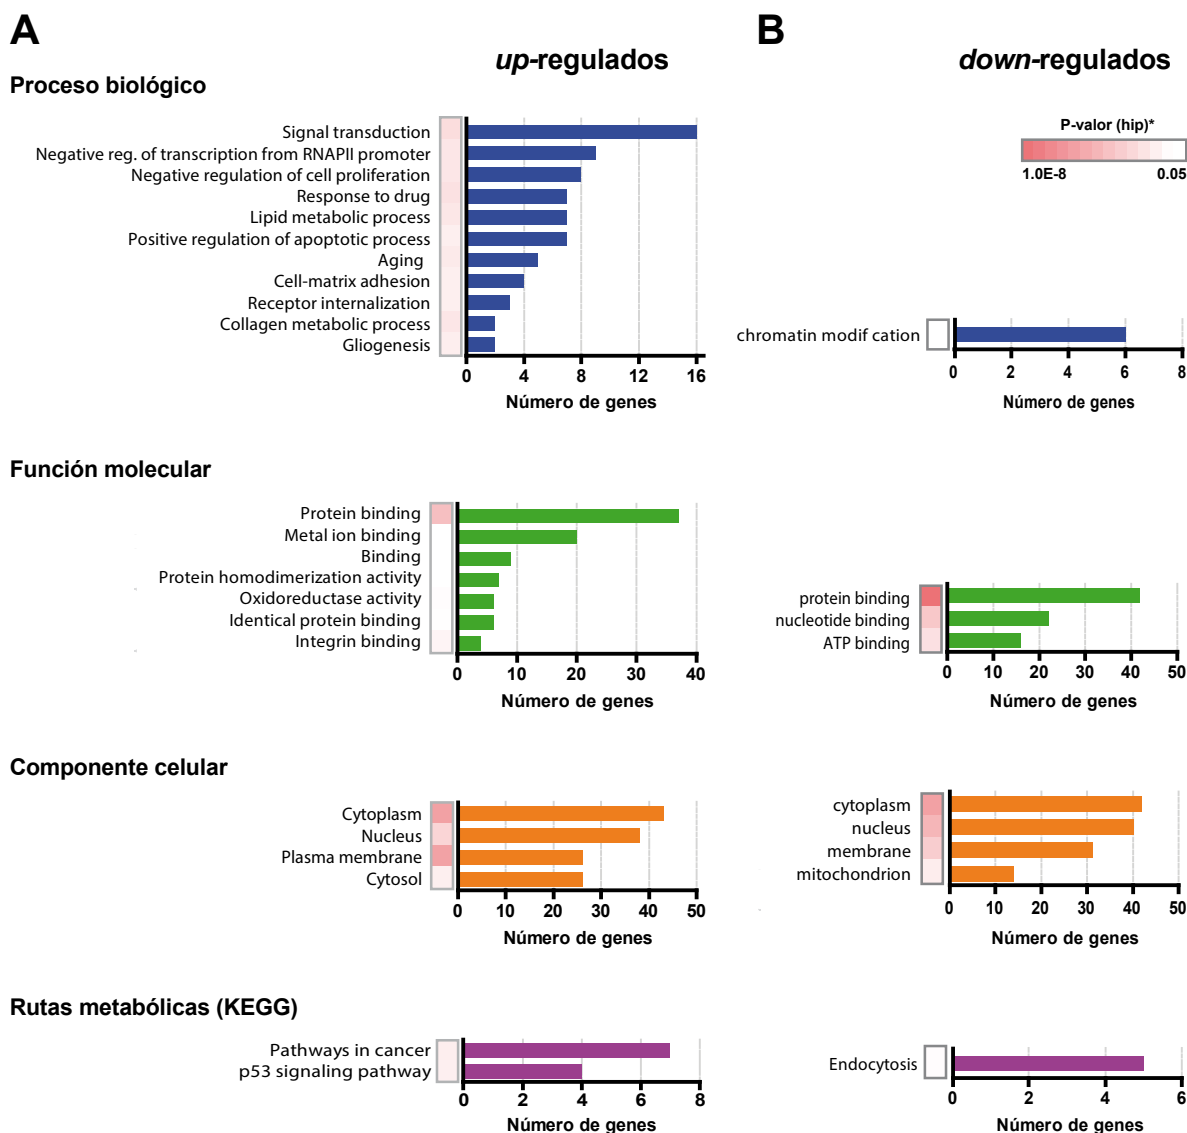 A
B
up-regulados
down-regulados
Proceso biológico
P-valor (hip)*
1.0E-8 0.05
Signal transduction
Negative reg. of transcription from RNAPII promoter
Negative regulation of cell proliferation
Response to drug
Lipid metabolic process
Positive regulation of apoptotic process
Aging
Cell-matrix adhesion
Receptor internalization
Collagen metabolic process
Gliogenesis
0 4 8 12 16
Número de genes
chromatin modif cation
0 2 4 6 8
Número de genes
Función molecular
Protein binding
Metal ion binding
Binding
Protein homodimerization activity
Oxidoreductase activity
Identical protein binding
Integrin binding
0 10 20 30 40
Número de genes
protein binding
nucleotide binding
ATP binding
0 10 20 30 40 50
Número de genes
Componente celular
Cytoplasm
Nucleus
Plasma membrane
Cytosol
0 10 20 30 40 50
Número de genes
cytoplasm
nucleus
membrane
mitochondrion
0 10 20 30 40 50
Número de genes
Rutas metabólicas (KEGG)
Pathways in cancer
p53 signaling pathway
0 2 4 6 8
Número de genes
Endocytosis
0 2 4 6
Número de genes